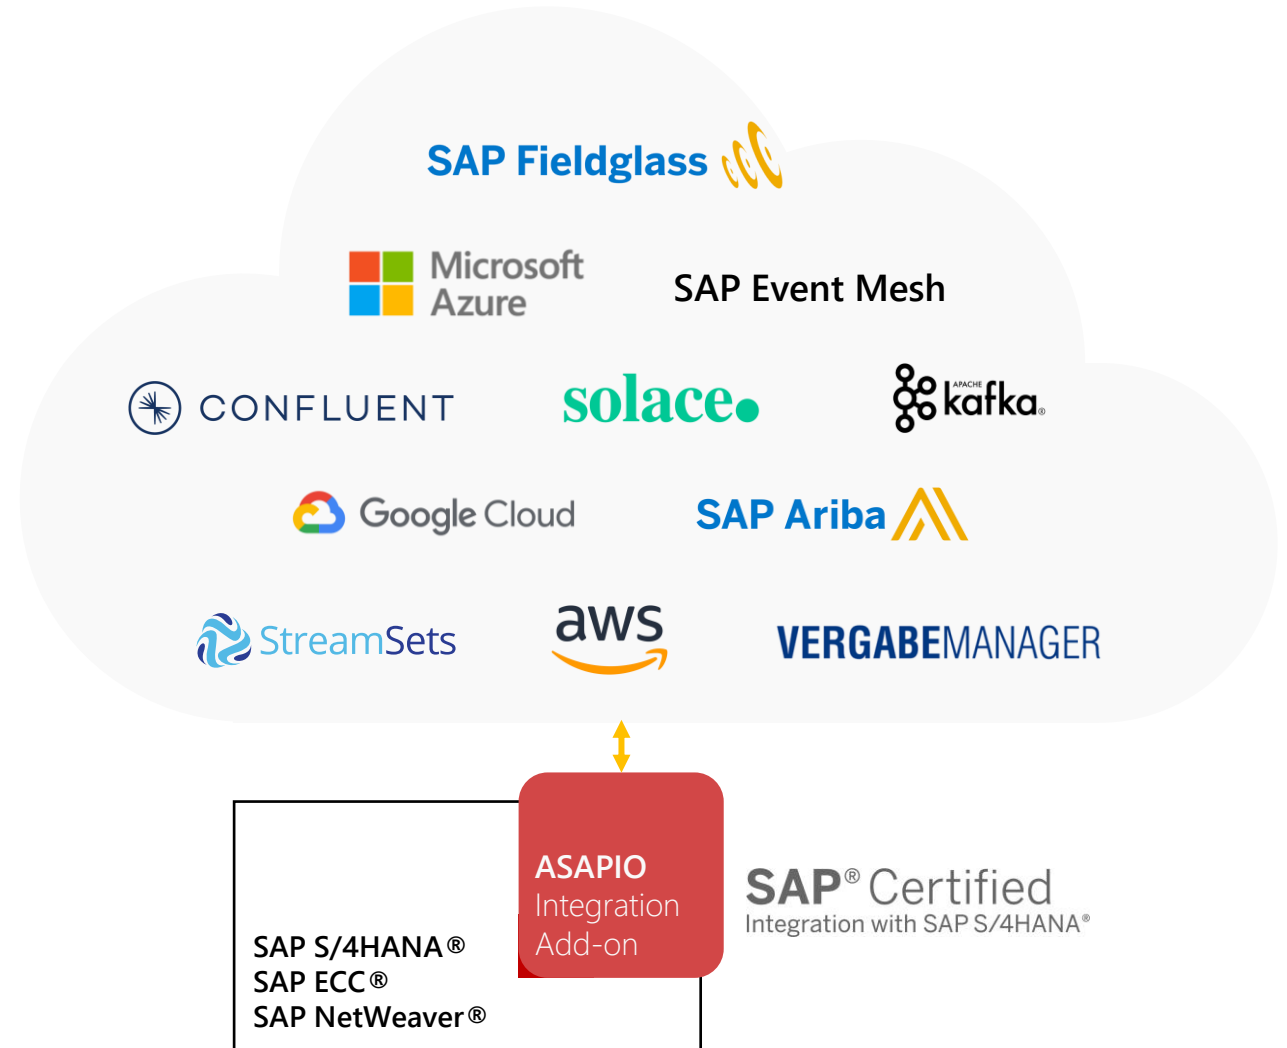 SAP Fieldglass
Microsoft
Azure
SAP Event Mesh
CONFLUENT
solace
APACHE
kafka®
Google Cloud
SAP Ariba
StreamSets
aws
VERGABEMANAGER
ASAPIO
Integration
Add-on
SAP® Certified
Integration with SAP S/4HANA®
SAP S/4HANA®
SAP ECC®
SAP NetWeaver®